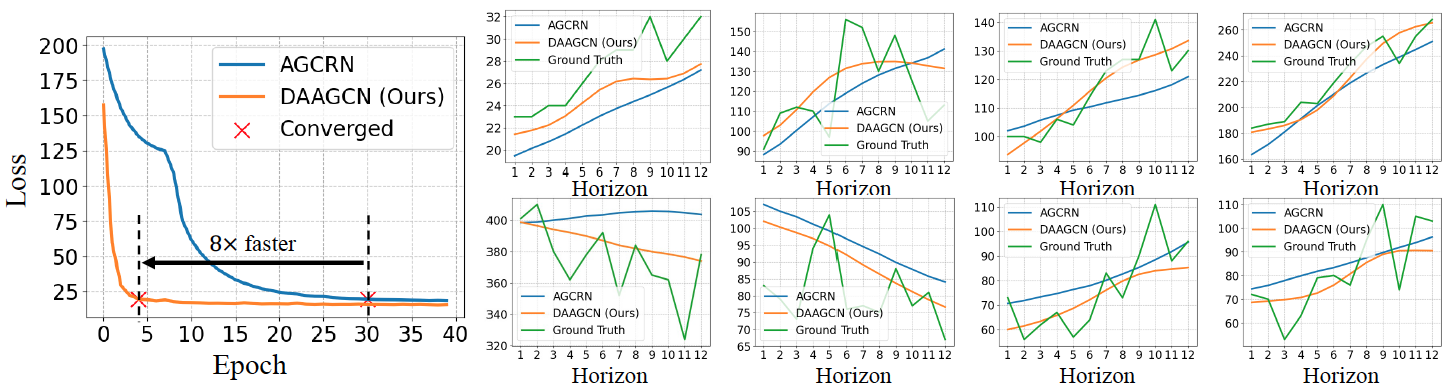 Loss
200
175
150
125
100
75
50
25
AGCRN
DAAGCN (Ours)
Converged
8× faster
0 5 10 15 20 25 30 35 40
Epoch
32
30
28
26
24
22
20
AGCRN
DAAGCN (Ours)
Ground Truth
1 2 3 4 5 6 7 8 9 10 11 12
Horizon
150
140
130
120
110
100
90
AGCRN
DAAGCN (Ours)
Ground Truth
1 2 3 4 5 6 7 8 9 10 11 12
Horizon
140
130
120
110
100
AGCRN
DAAGCN (Ours)
Ground Truth
1 2 3 4 5 6 7 8 9 10 11 12
Horizon
260
240
220
200
180
160
AGCRN
DAAGCN (Ours)
Ground Truth
1 2 3 4 5 6 7 8 9 10 11 12
Horizon
400
380
360
340
320
AGCRN
DAAGCN (Ours)
Ground Truth
1 2 3 4 5 6 7 8 9 10 11 12
Horizon
105
100
95
90
85
80
75
70
65
AGCRN
DAAGCN (Ours)
Ground Truth
1 2 3 4 5 6 7 8 9 10 11 12
Horizon
110
100
90
80
70
60
AGCRN
DAAGCN (Ours)
Ground Truth
1 2 3 4 5 6 7 8 9 10 11 12
Horizon
110
100
90
80
70
60
AGCRN
DAAGCN (Ours)
Ground Truth
1 2 3 4 5 6 7 8 9 10 11 12
Horizon